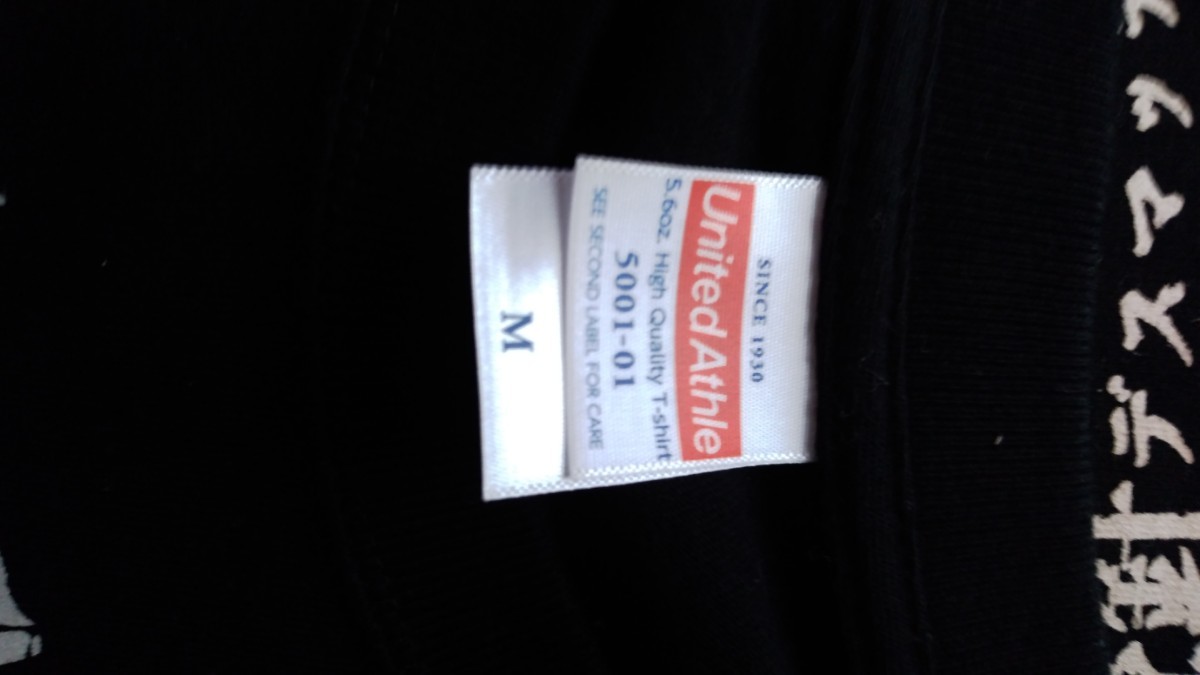 SINCE 1930
United Athle
5.6oz. High Quality T-shirt
5001-01
SEE SECOND LABEL FOR CARE
M
デスマッ